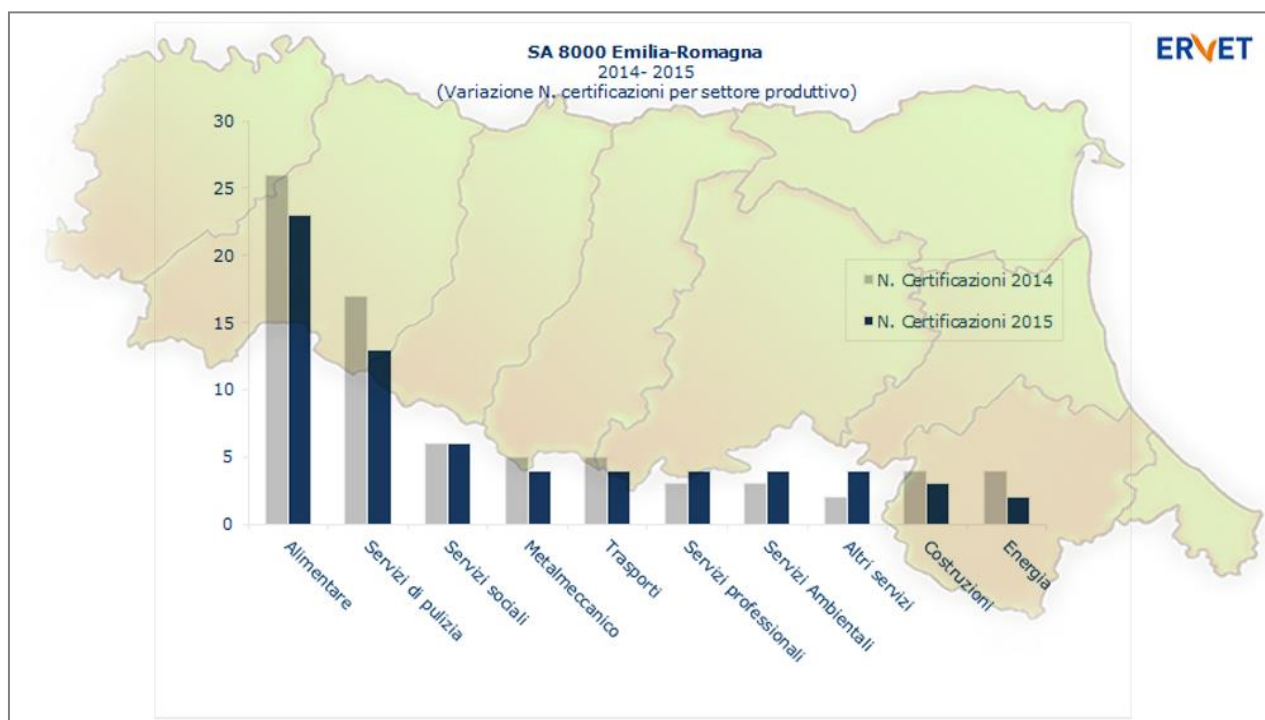 SA 8000 Emilia-Romagna
2014- 2015
(Variazione N. certificazioni per settore produttivo)
ERVET
30
25
20
15
10
5
0
N. Certificazioni 2014
N. Certificazioni 2015
Alimentare
Servizi di pulizia
Servizi sociali
Metalmeccanico
Trasporti
Servizi professionali
Servizi Ambientali
Altri servizi
Costruzioni
Energia